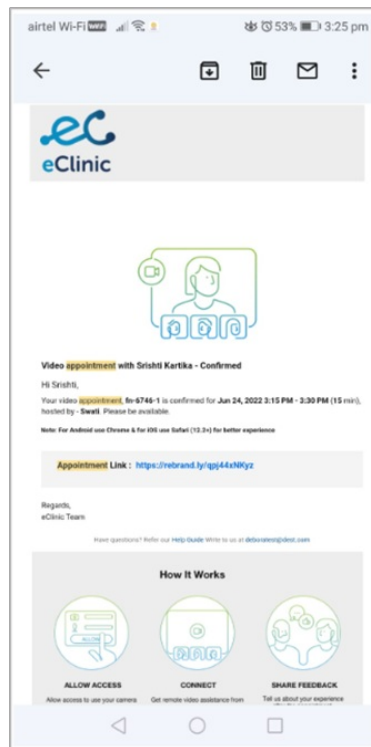 airtel Wi-Fi 53% 3:25 pm
eC
eClinic
Video appointment with Srishti Kartika - Confirmed
Hi Srishti,
Your video appointment, fn-6746-1 is confirmed for Jun 24, 2022 3:15 PM - 3:30 PM (15 min),
hosted by - Swati. Please be available.
Note: For Android use Chrome & for iOS use Safari (12.2+) for better experience
Appointment Link : https://rebrand.ly/qpj44xNKyz
Regards,
eClinic Team
Have questions? Refer our Help Guide Write to us at
How It Works
ALLOW
ALLOW ACCESS
CONNECT
SHARE FEEDBACK
Allow access to use your camera
Get remote video assistance from
Tell us about your experience